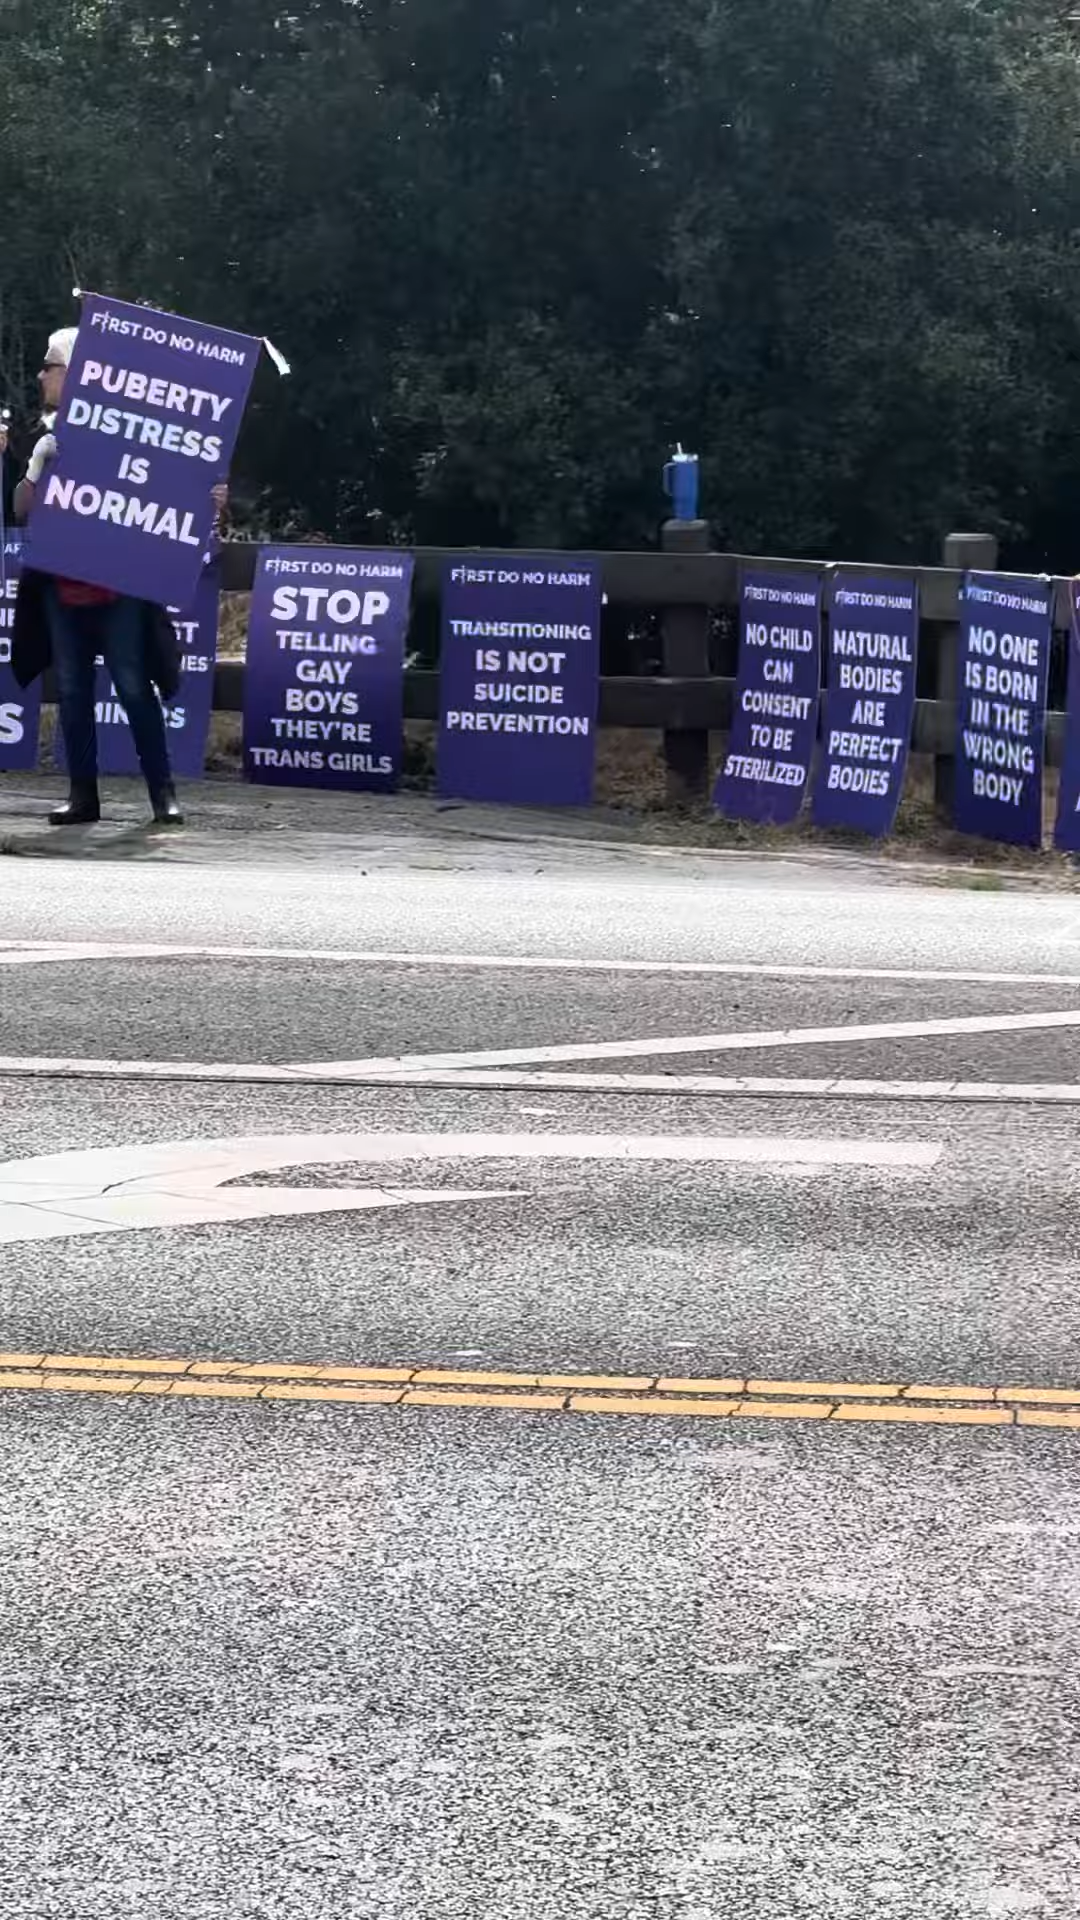 FIRST DO NO HARM
PUBERTY
DISTRESS
IS
NORMAL
FIRST DO NO HARM
STOP
TELLING
GAY
BOYS
THEY'RE
TRANS GIRLS
FIRST DO NO HARM
TRANSITIONING
IS NOT
SUICIDE
PREVENTION
FIRST DO NO HARM
NO CHILD
CAN
CONSENT
TO BE
STERILIZED
FIRST DO NO HARM
NATURAL
BODIES
ARE
PERFECT
BODIES
FIRST DO NO HARM
NO ONE
IS BORN
IN THE
WRONG
BODY